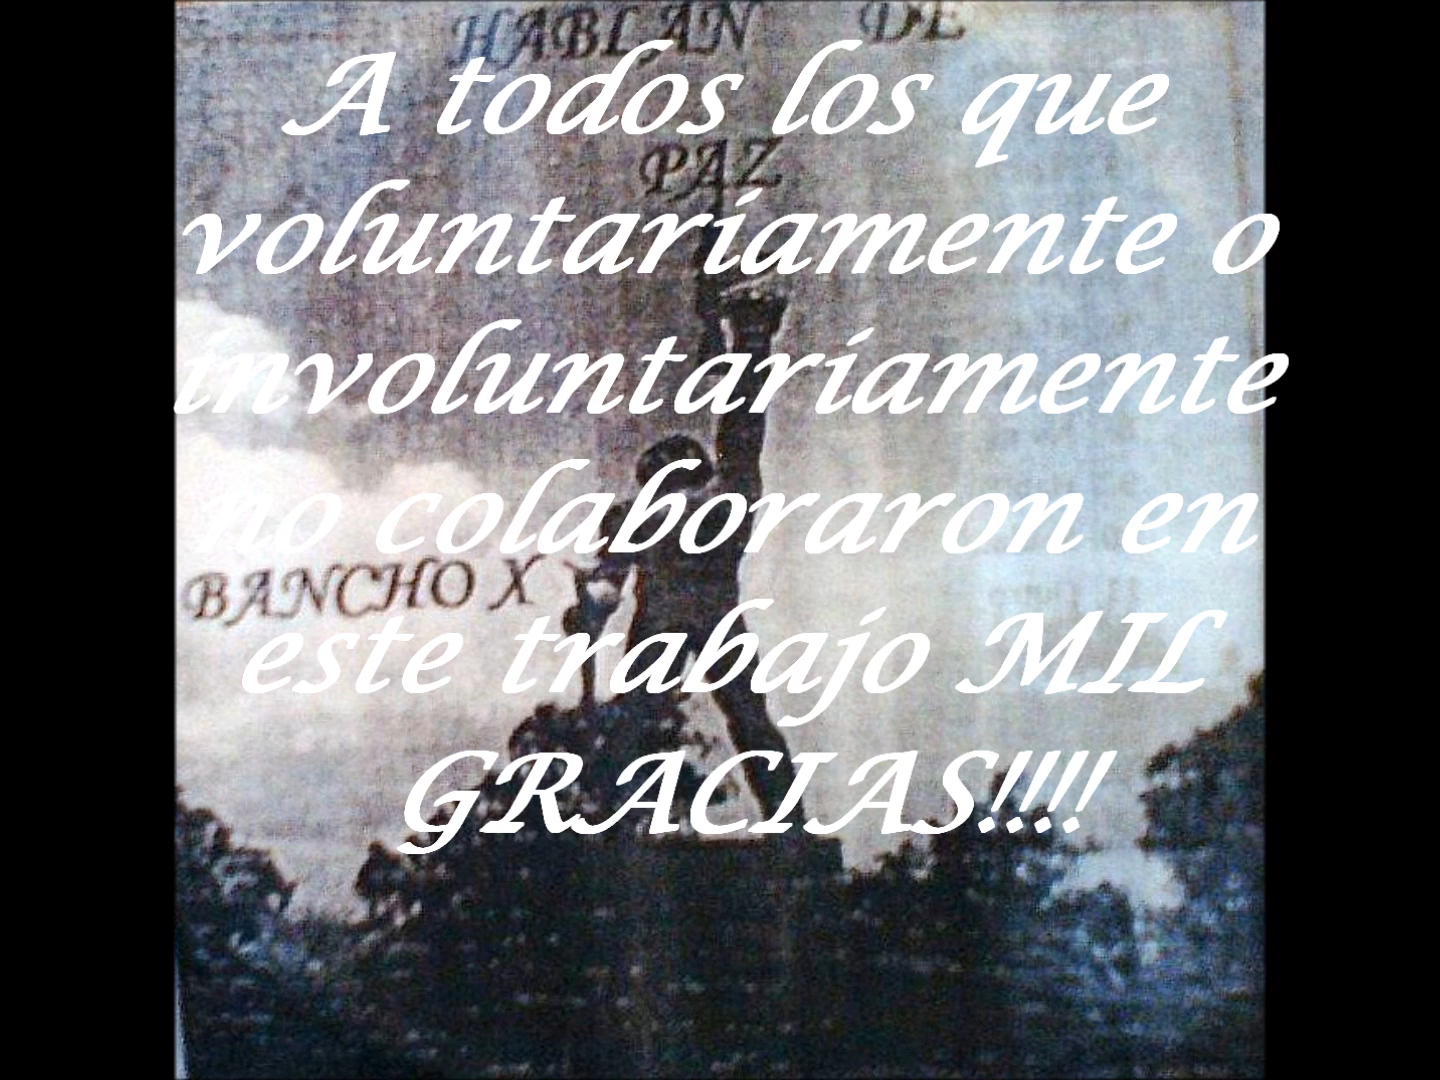 HABLAN DE
A todos los que
PAZ
voluntariamente o
involuntariamente
no colaboraron en
BANCHO X
este trabajo MIL
GRACIAS!!!!